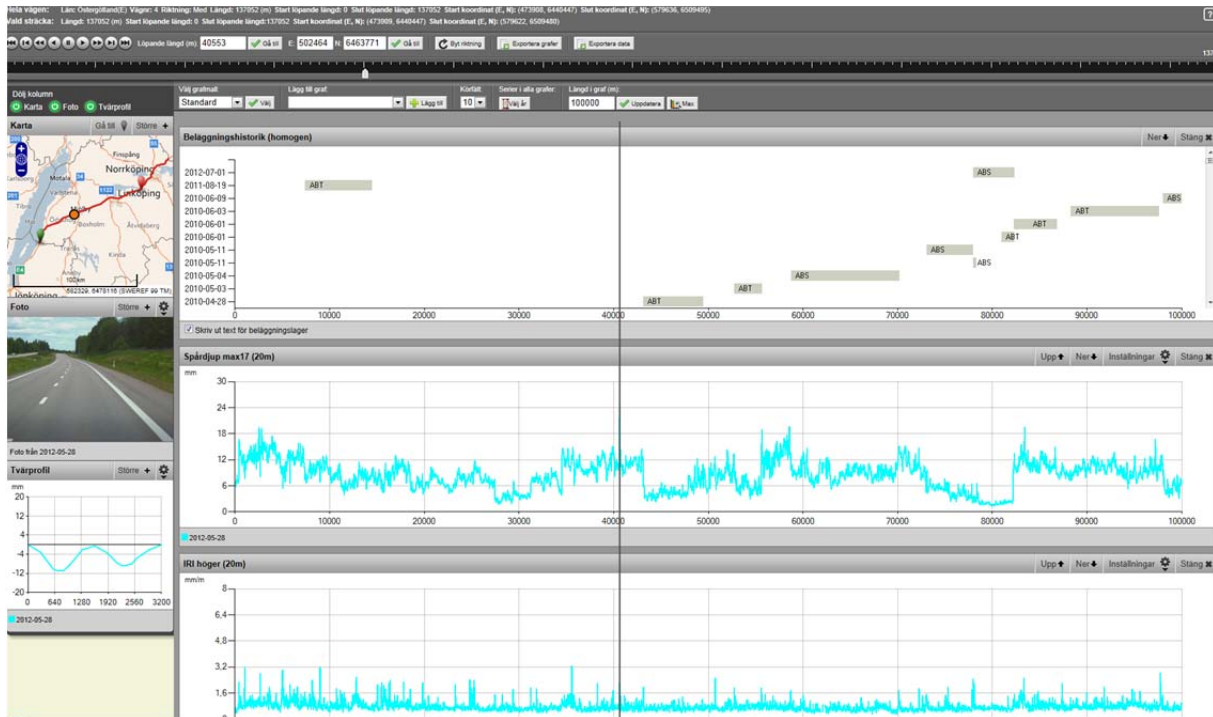 Hela vägen: Län: Östergötland(E) Vägnr: 4 Riktning: Med Längd: 137052 (m) Start löpande längd: 0 Slut löpande längd: 137052 (m) Start koordinat (E, N): (473908, 6440447) Slut koordinat (E, N): (579636, 6509495)
Vald sträcka: Längd: 137052 (m) Start löpande längd: 0 Slut löpande längd: 137052 (m) Start koordinat (E, N): (473909, 6440447) Slut koordinat (E, N): (579622, 6509480)
?
Löpande längd (m) 40553 Gå till E: 502464 N: 6463771 Gå till Byt riktning Exportera grafer Exportera data
137
Dölj kolumn
Karta Foto Tvärprofil
Välj grafmall: Lägg till graf: Körfält: Serier i alla grafer: Längd i graf (m):
Standard Välj Lägg till 10 Välj år 100000 Uppdatera Max
Karta Gå till Större +
Finspång
Norrköping
Motala
Vadstena
Linköping
Tibro
Mjölby
Boxholm
Åtvidaberg
Tranås
Kinda
Aneby
100 km
582329, 6478116 (SWEREF 99 TM)
Jönköping
Beläggningshistorik (homogen) Ner Stäng
2012-07-01 ABS
2011-08-19 ABT
2010-06-09 ABS
2010-06-03 ABT
2010-06-01 ABT
2010-06-01 ABT
2010-05-11 ABS
2010-05-11 ABS
2010-05-04 ABS
2010-05-03 ABT
2010-04-28 ABT
0 10000 20000 30000 40000 50000 60000 70000 80000 90000 100000
Skriv ut text för beläggningslager
Foto Större +
Foto från 2012-05-28
Spårdjup max17 (20m) Upp Ner Inställningar Stäng
mm
30
24
18
12
6
0
0 10000 20000 30000 40000 50000 60000 70000 80000 90000 100000
2012-05-28
Tvärprofil Större +
mm
20
12
4
-4
-12
-20
0 640 1280 1920 2560 3200
2012-05-28
IRI höger (20m) Upp Ner Inställningar Stäng
mm/m
8
6,4
4,8
3,2
1,6
0